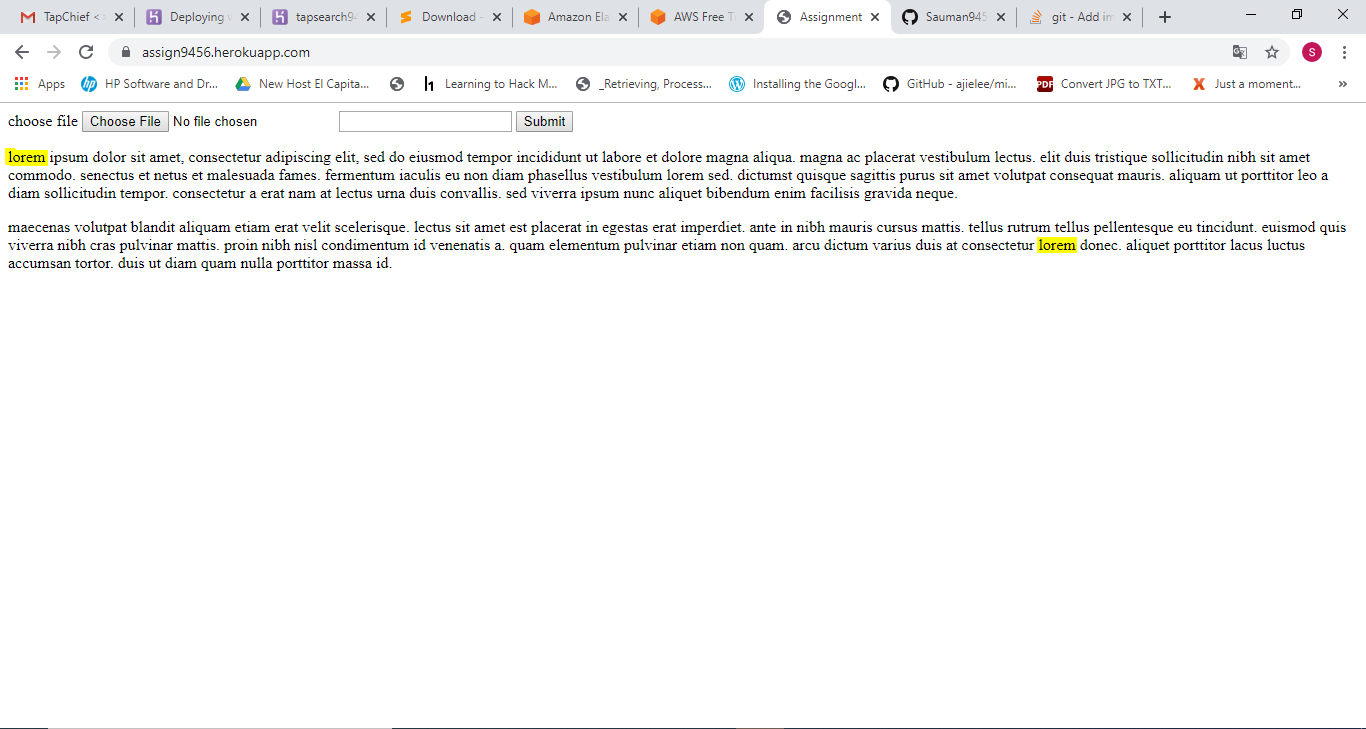 TapChief Deploying tapsearch94 Download Amazon Ela AWS Free T Assignment Sauman945 git - Add im
assign9456.herokuapp.com S
Apps HP Software and Dr... New Host El Capita... Learning to Hack M... _Retrieving, Process... Installing the Googl... GitHub - ajielee/mi... PDF Convert JPG to TXT... Just a moment... »
choose file Choose File No file chosen Submit
lorem ipsum dolor sit amet, consectetur adipiscing elit, sed do eiusmod tempor incididunt ut labore et dolore magna aliqua. magna ac placerat vestibulum lectus. elit duis tristique sollicitudin nibh sit amet
commodo. senectus et netus et malesuada fames. fermentum iaculis eu non diam phasellus vestibulum lorem sed. dictumst quisque sagittis purus sit amet volutpat consequat mauris. aliquam ut porttitor leo a
diam sollicitudin tempor. consectetur a erat nam at lectus urna duis convallis. sed viverra ipsum nunc aliquet bibendum enim facilisis gravida neque.
maecenas volutpat blandit aliquam etiam erat velit scelerisque. lectus sit amet est placerat in egestas erat imperdiet. ante in nibh mauris cursus mattis. tellus rutrum tellus pellentesque eu tincidunt. euismod quis
viverra nibh cras pulvinar mattis. proin nibh nisl condimentum id venenatis a. quam elementum pulvinar etiam non quam. arcu dictum varius duis at consectetur lorem donec. aliquet porttitor lacus luctus
accumsan tortor. duis ut diam quam nulla porttitor massa id.